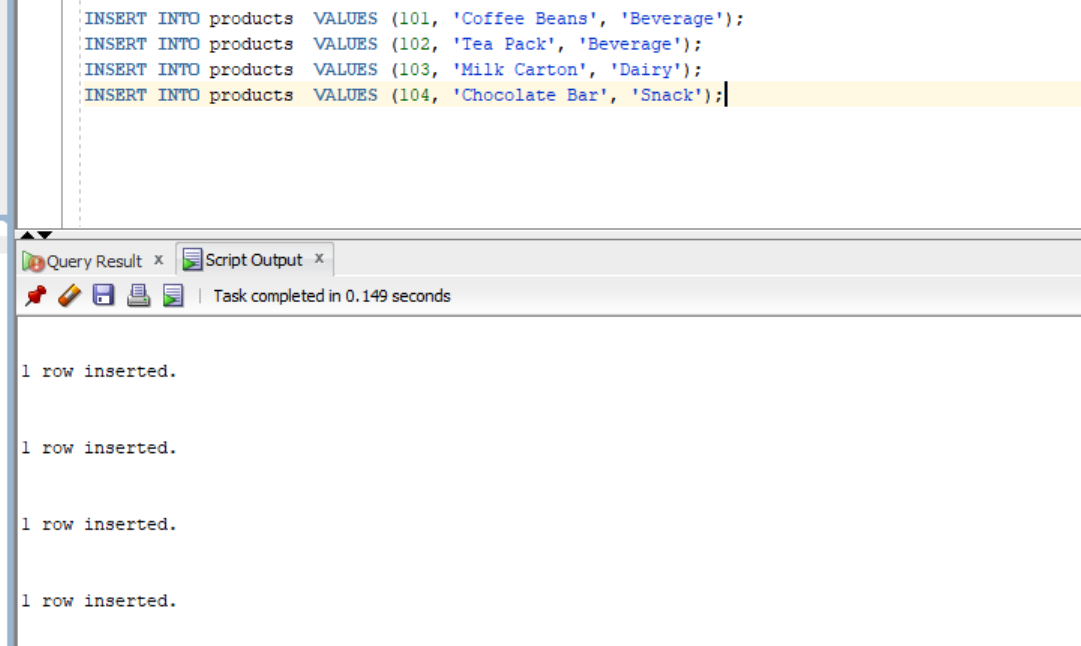 INSERT INTO products  VALUES (101, 'Coffee Beans', 'Beverage');
INSERT INTO products  VALUES (102, 'Tea Pack', 'Beverage');
INSERT INTO products  VALUES (103, 'Milk Carton', 'Dairy');
INSERT INTO products  VALUES (104, 'Chocolate Bar', 'Snack');
Query Result x Script Output x
Task completed in 0.149 seconds
1 row inserted.
1 row inserted.
1 row inserted.
1 row inserted.